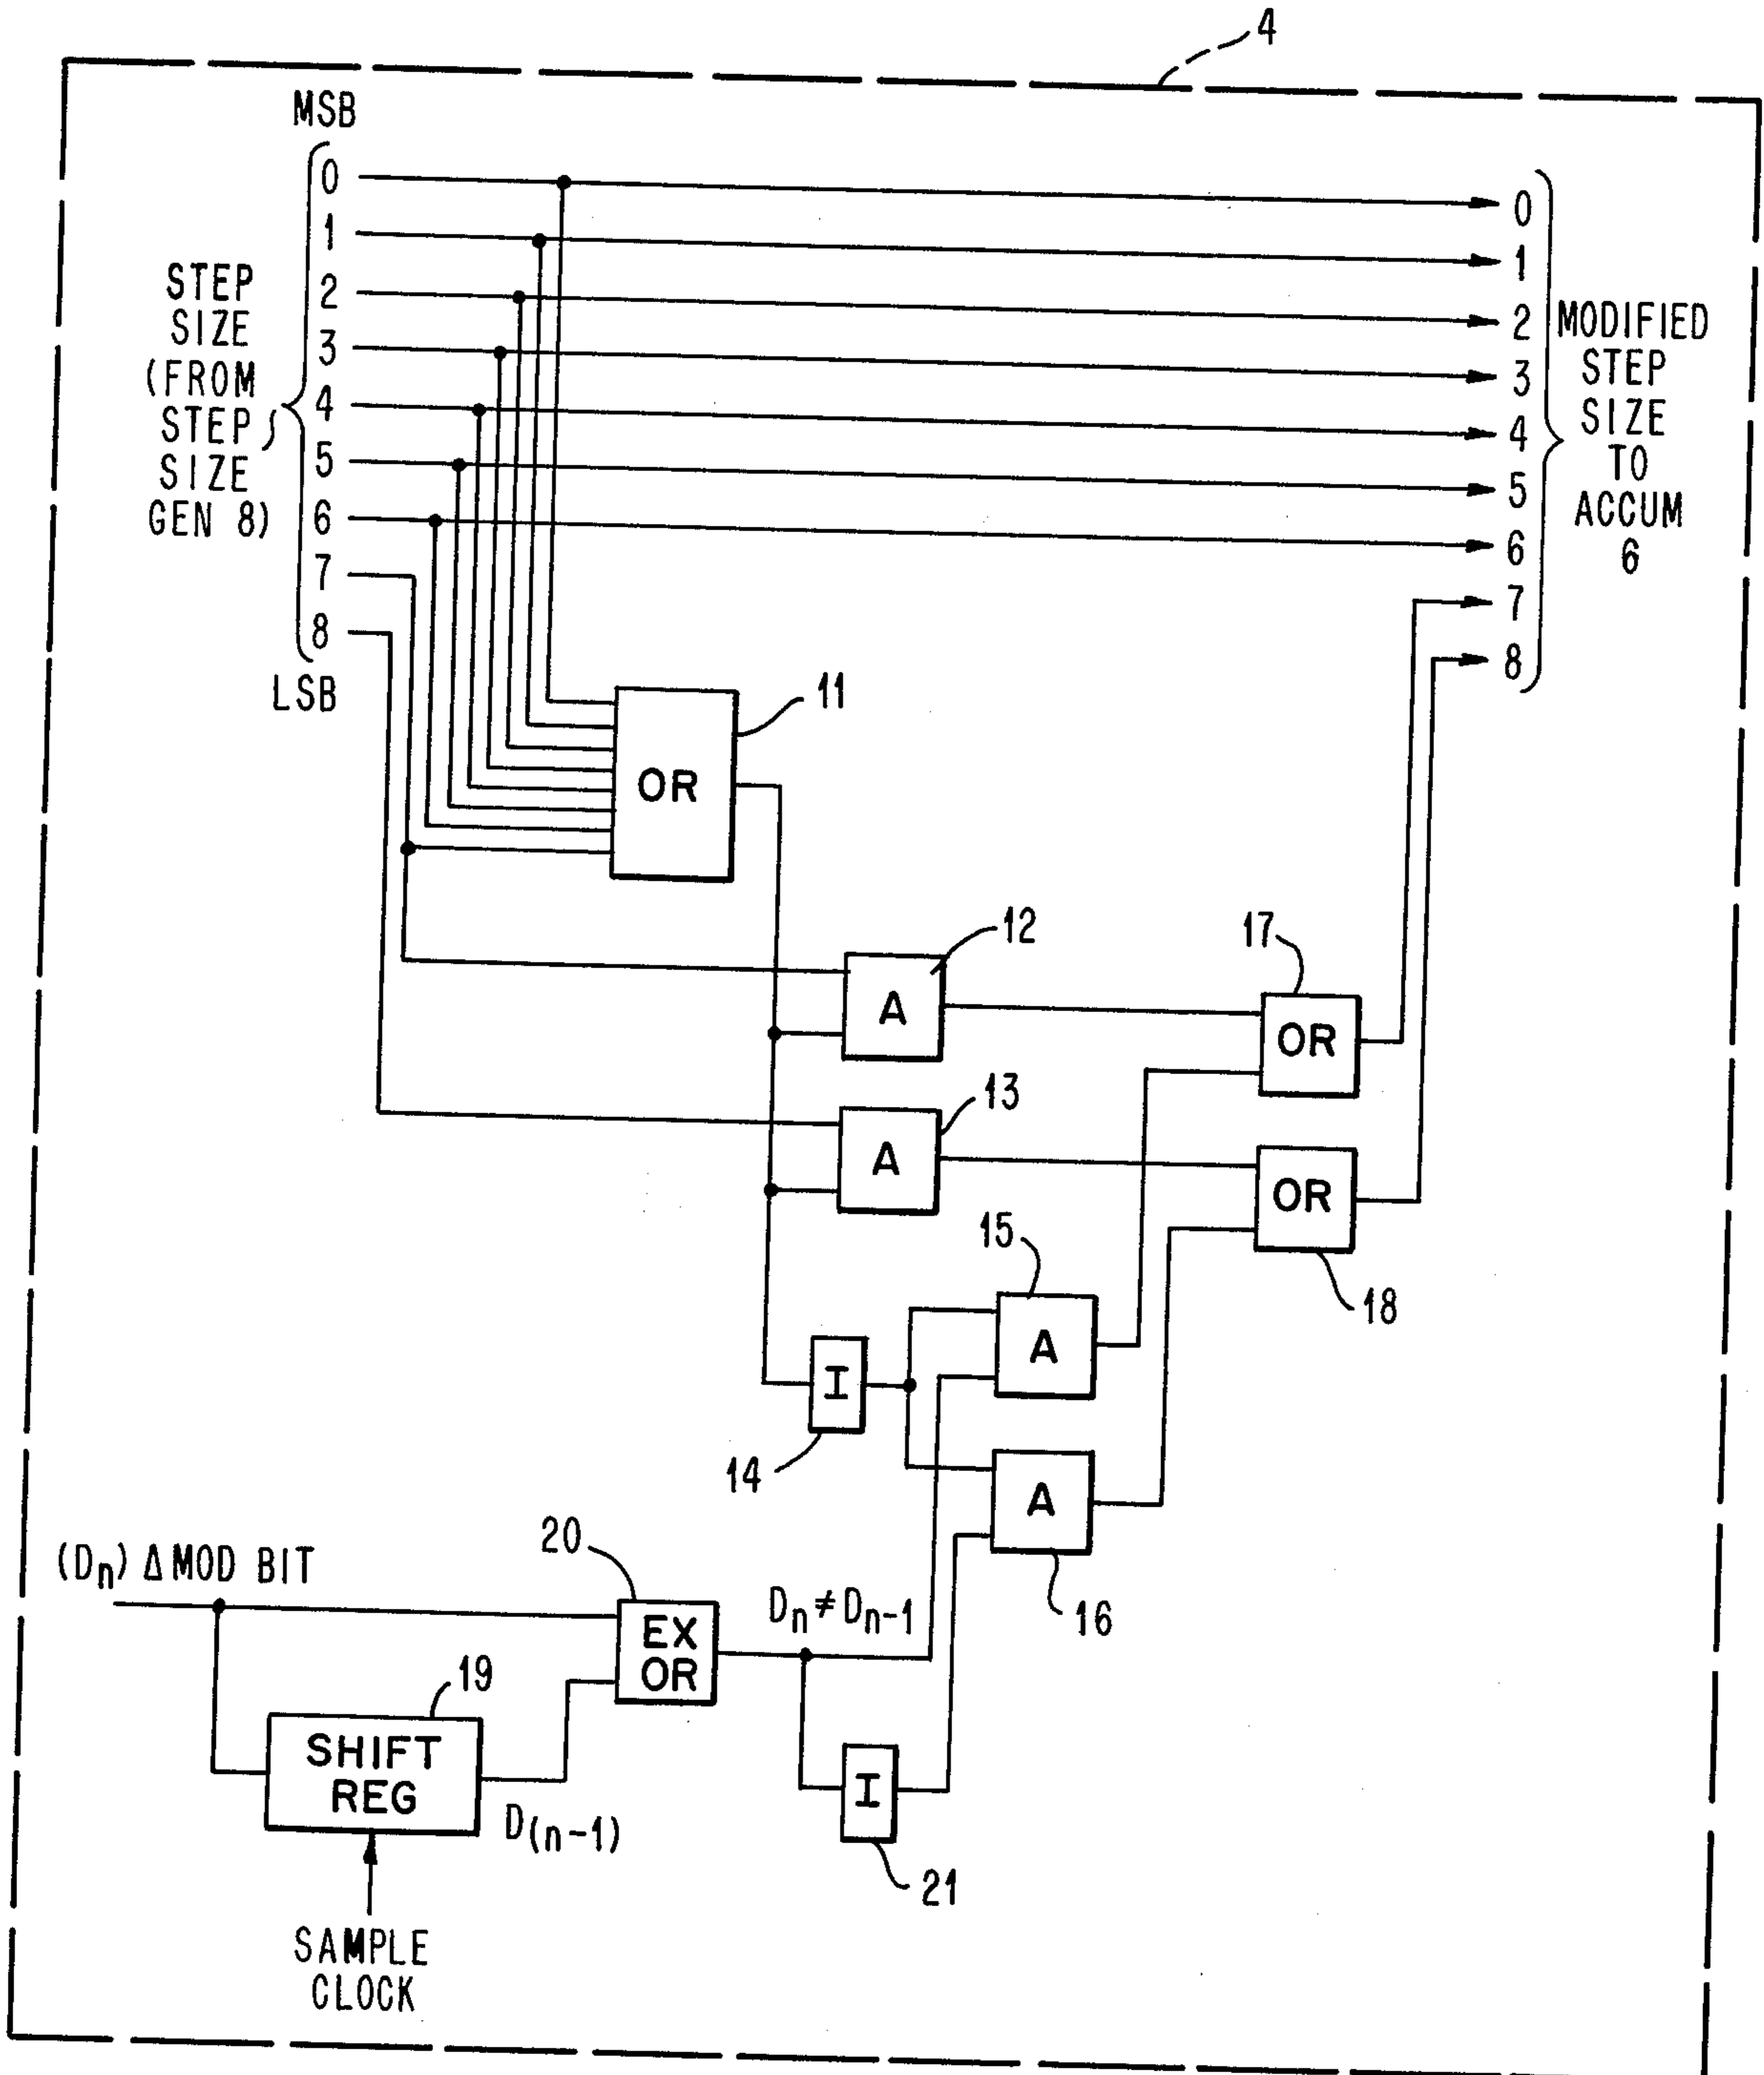 4
MSB
0
1
2
3
4
5
6
7
8
LSB
STEP
SIZE
(FROM
STEP
SIZE
GEN 8)
0
1
2
3
4
5
6
7
8
MODIFIED
STEP
SIZE
TO
ACCUM
6
11
OR
12
A
17
OR
13
A
OR
18
15
A
I
14
A
16
(Dn) Δ MOD BIT
20
EX
OR
Dn ≠ Dn-1
19
SHIFT
REG
D(n-1)
I
21
SAMPLE
CLOCK